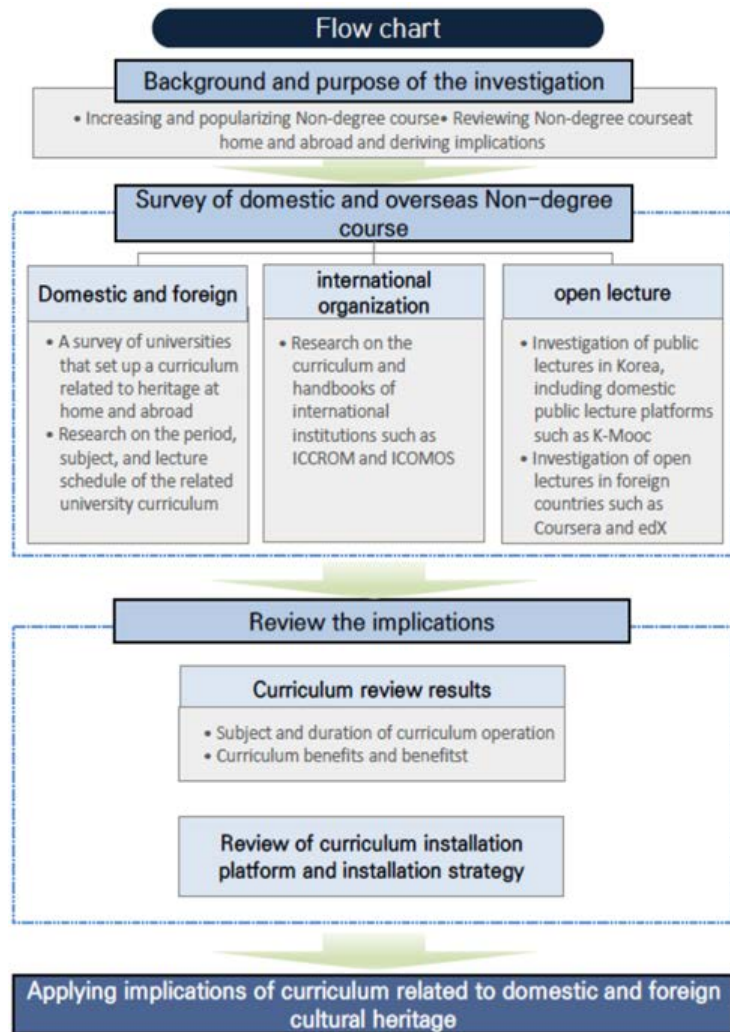 Flow chart
Background and purpose of the investigation
• Increasing and popularizing Non-degree course• Reviewing Non-degree courseat
home and abroad and deriving implications
Survey of domestic and overseas Non-degree
course
Domestic and foreign
• A survey of universities
that set up a curriculum
related to heritage at
home and abroad
• Research on the period,
subject, and lecture
schedule of the related
university curriculum
international
organization
• Research on the
curriculum and
handbooks of
international
institutions such as
ICCROM and ICOMOS
open lecture
• Investigation of public
lectures in Korea,
including domestic
public lecture platforms
such as K-Mooc
• Investigation of open
lectures in foreign
countries such as
Coursera and edX
Review the implications
Curriculum review results
• Subject and duration of curriculum operation
• Curriculum benefits and benefitst
Review of curriculum installation
platform and installation strategy
Applying implications of curriculum related to domestic and foreign
cultural heritage